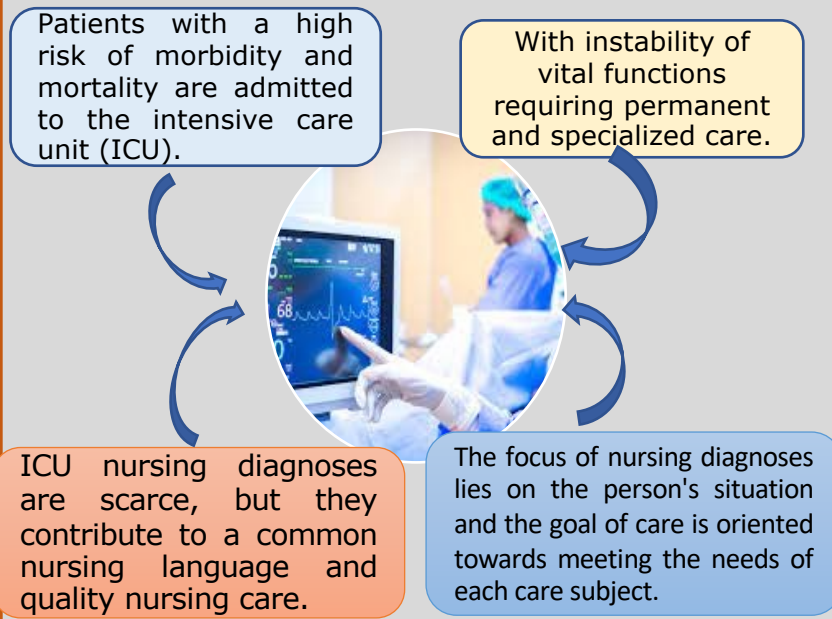 Patients with a high
risk of morbidity and
mortality are admitted
to the intensive care
unit (ICU).
With instability of
vital functions
requiring permanent
and specialized care.
68
ICU nursing diagnoses
are scarce, but they
contribute to a common
nursing language and
quality nursing care.
The focus of nursing diagnoses
lies on the person's situation
and the goal of care is oriented
towards meeting the needs of
each care subject.